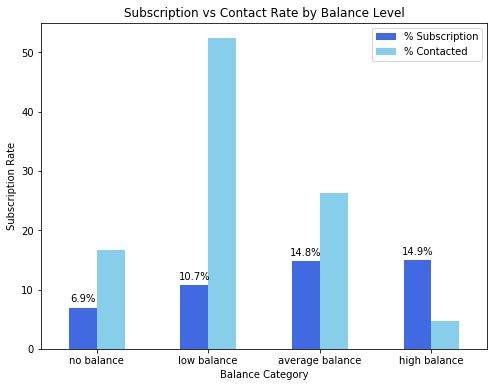 Subscription vs Contact Rate by Balance Level
% Subscription
% Contacted
Subscription Rate
50
40
30
20
10
0
6.9%
10.7%
14.8%
14.9%
no balance
low balance
average balance
high balance
Balance Category